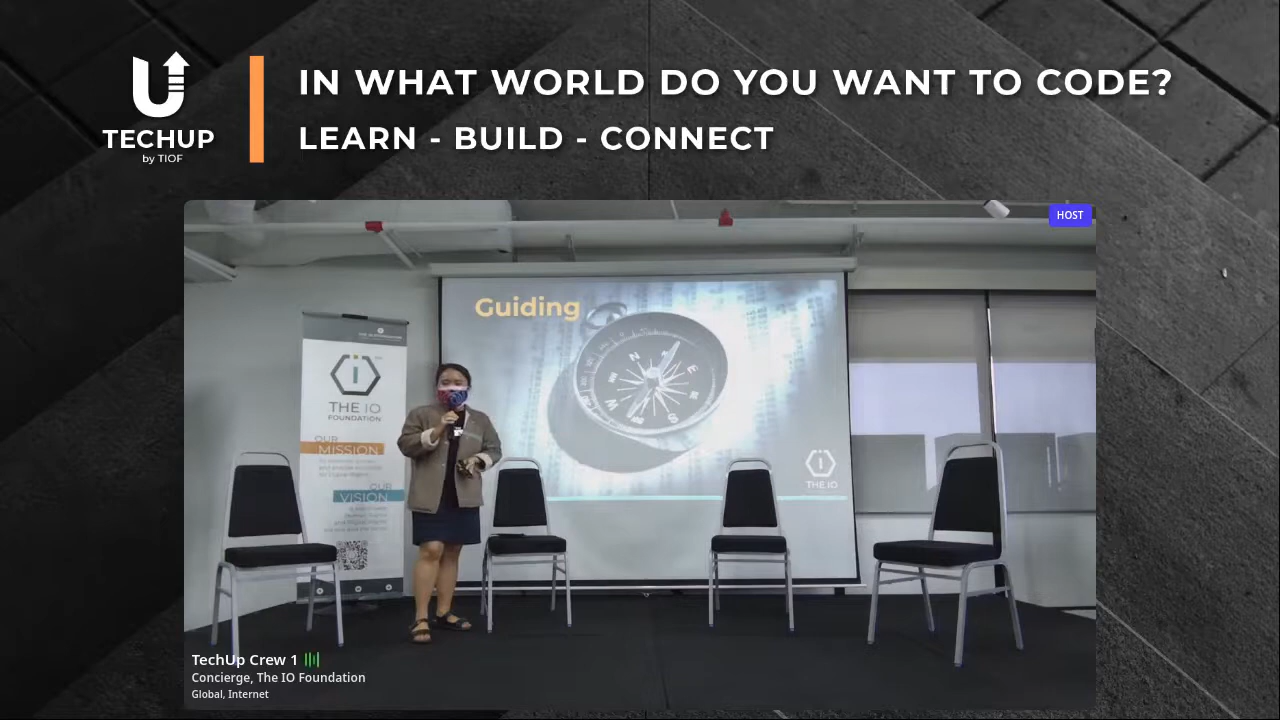 TECHUP
by TIOF
IN WHAT WORLD DO YOU WANT TO CODE?
LEARN - BUILD - CONNECT
HOST
Guiding
N
E
S
W
THE IO
THE IO
FOUNDATION
OUR
MISSION
OUR
VISION
TechUp Crew 1
Concierge, The IO Foundation
Global, Internet